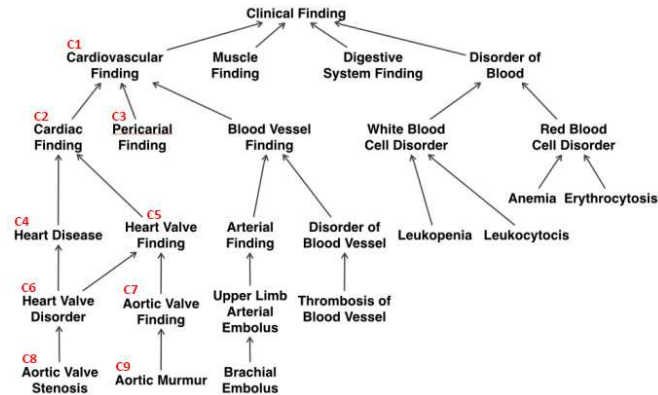 Clinical Finding
C1
Cardiovascular
Finding
Muscle
Finding
Digestive
System Finding
Disorder of
Blood
C2
Cardiac
Finding
C3
Pericarial
Finding
Blood Vessel
Finding
White Blood
Cell Disorder
Red Blood
Cell Disorder
Anemia
Erythrocytosis
C4
Heart Disease
C5
Heart Valve
Finding
Arterial
Finding
Disorder of
Blood Vessel
Leukopenia
Leukocytocis
C6
Heart Valve
Disorder
C7
Aortic Valve
Finding
Upper Limb
Arterial
Embolus
Thrombosis of
Blood Vessel
C8
Aortic Valve
Stenosis
C9
Aortic Murmur
Brachial
Embolus